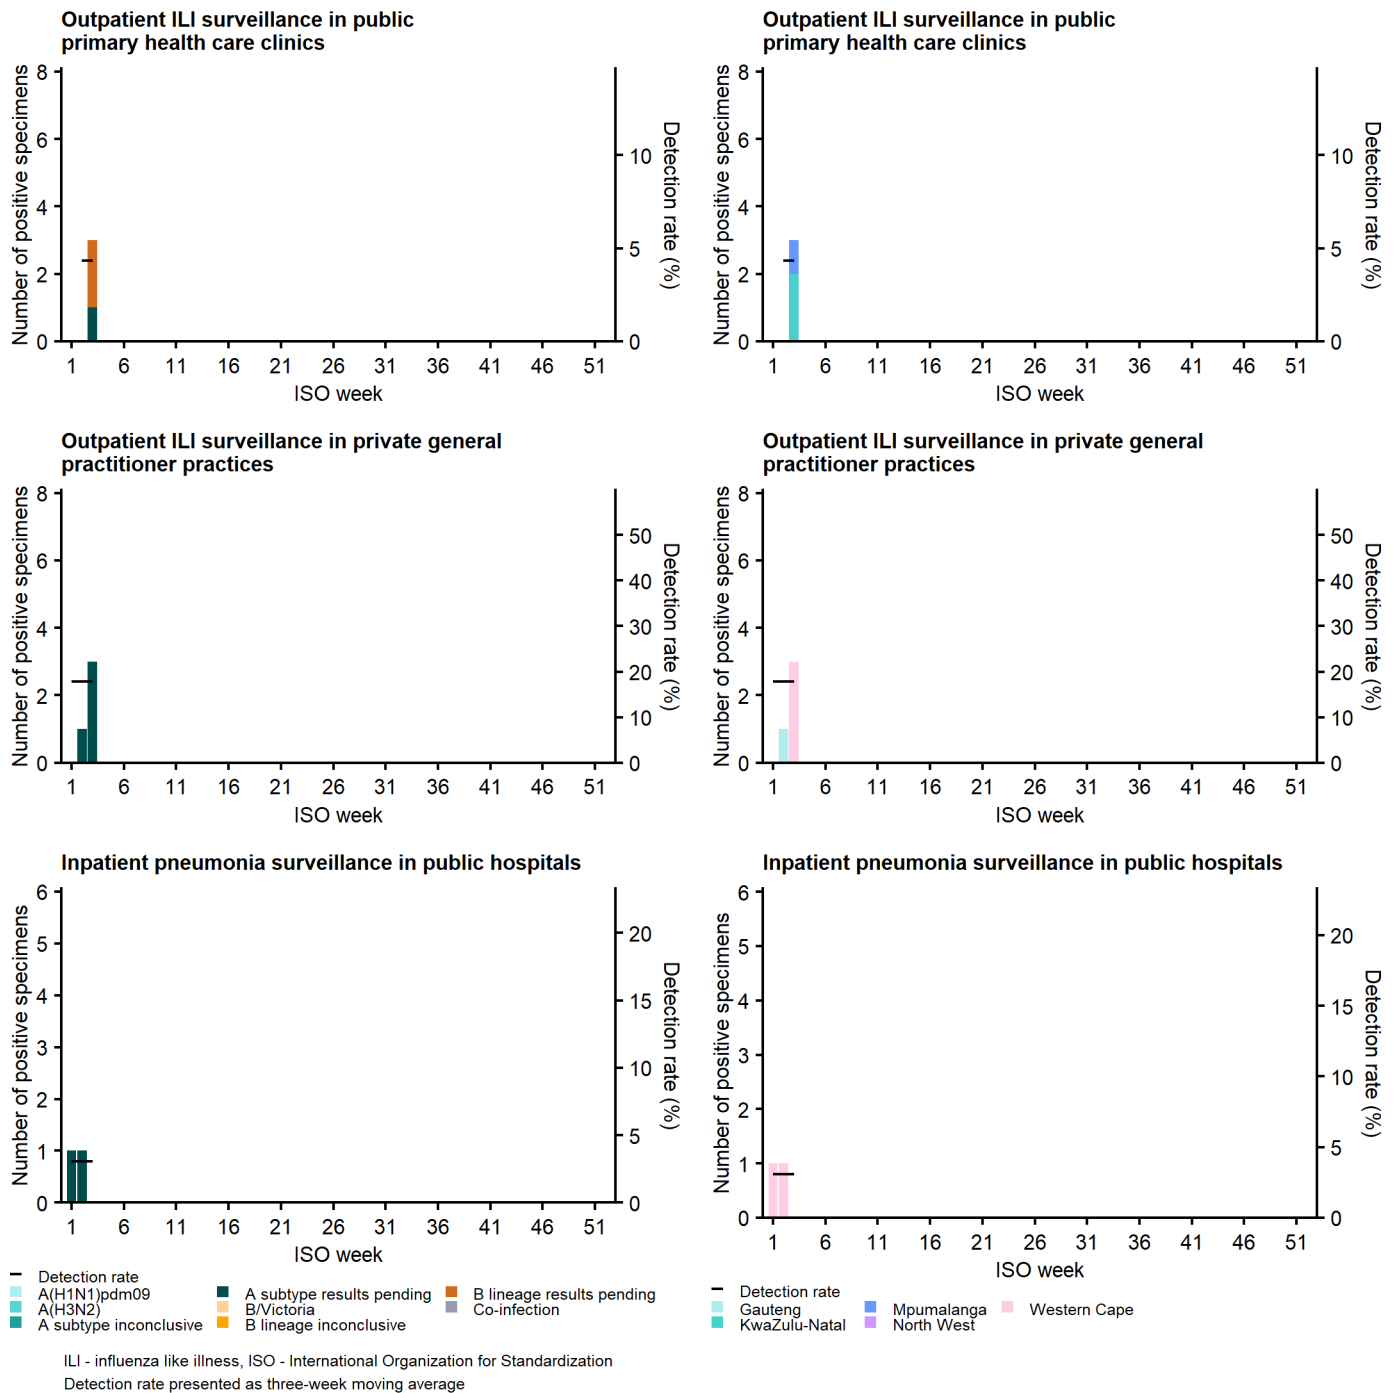 Outpatient ILI surveillance in public
primary health care clinics
Number of positive specimens
8
6
4
2
0
10
5
0
Detection rate (%)
1 6 11 16 21 26 31 36 41 46 51
ISO week
Outpatient ILI surveillance in public
primary health care clinics
Number of positive specimens
8
6
4
2
0
10
5
0
Detection rate (%)
1 6 11 16 21 26 31 36 41 46 51
ISO week
Outpatient ILI surveillance in private general
practitioner practices
Number of positive specimens
8
6
4
2
0
50
40
30
20
10
0
Detection rate (%)
1 6 11 16 21 26 31 36 41 46 51
ISO week
Outpatient ILI surveillance in private general
practitioner practices
Number of positive specimens
8
6
4
2
0
50
40
30
20
10
0
Detection rate (%)
1 6 11 16 21 26 31 36 41 46 51
ISO week
Inpatient pneumonia surveillance in public hospitals
Number of positive specimens
6
5
4
3
2
1
0
20
15
10
5
0
Detection rate (%)
1 6 11 16 21 26 31 36 41 46 51
ISO week
Inpatient pneumonia surveillance in public hospitals
Number of positive specimens
6
5
4
3
2
1
0
20
15
10
5
0
Detection rate (%)
1 6 11 16 21 26 31 36 41 46 51
ISO week
Detection rate
A(H1N1)pdm09
A(H3N2)
A subtype inconclusive
A subtype results pending
B/Victoria
B lineage inconclusive
B lineage results pending
Co-infection
Detection rate
Gauteng
KwaZulu-Natal
Mpumalanga
North West
Western Cape
ILI - influenza like illness, ISO - International Organization for Standardization
Detection rate presented as three-week moving average